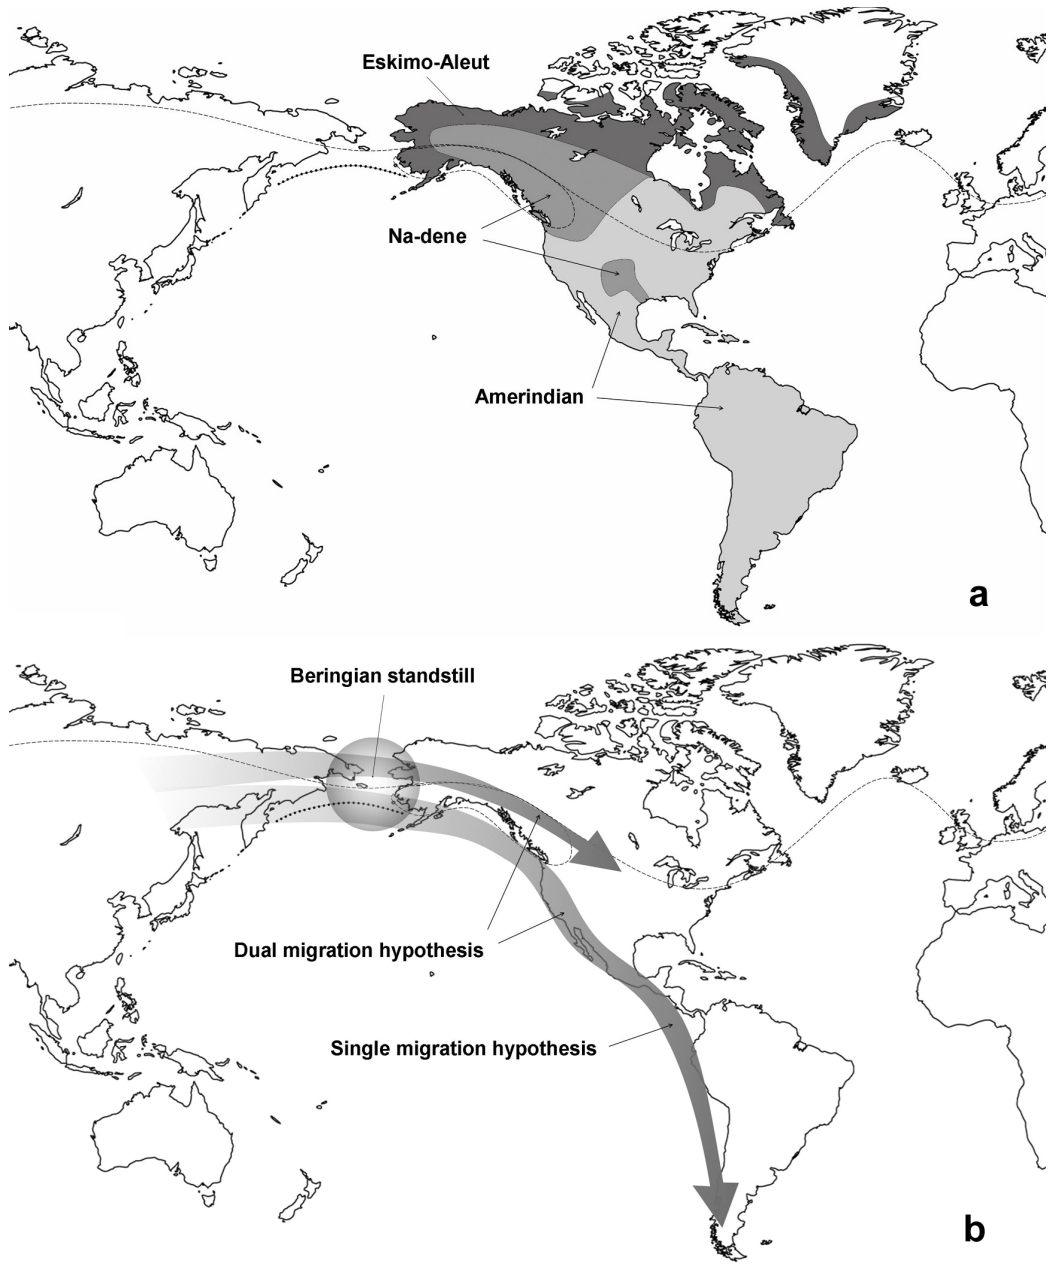 Eskimo-Aleut
Na-dene
Amerindian
a
Beringian standstill
Dual migration hypothesis
Single migration hypothesis
b